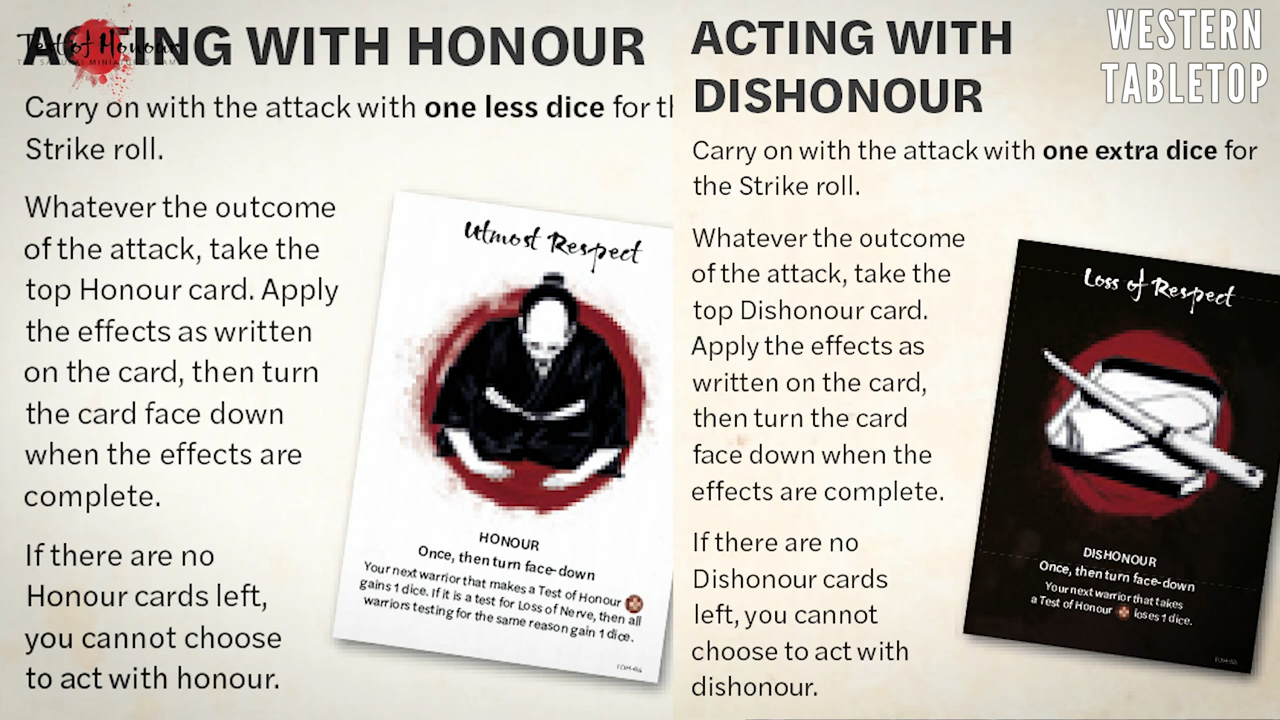 ACTING WITH HONOUR
Test of Honour
Carry on with the attack with one less dice for th
Strike roll.
Whatever the outcome
of the attack, take the
top Honour card. Apply
the effects as written
on the card, then turn
the card face down
when the effects are
complete.
If there are no
Honour cards left,
you cannot choose
to act with honour.
Utmost Respect
HONOUR
Once, then turn face-down
Your next warrior that makes a Test of Honour
gains 1 dice. If it is a test for Loss of Nerve, then all
warriors testing for the same reason gain 1 dice.
ACTING WITH
DISHONOUR
WESTERN
TABLETOP
Carry on with the attack with one extra dice for
the Strike roll.
Whatever the outcome
of the attack, take the
top Dishonour card.
Apply the effects as
written on the card,
then turn the card
face down when the
effects are complete.
If there are no
Dishonour cards
left, you cannot
choose to act with
dishonour.
Loss of Respect
DISHONOUR
Once, then turn face-down
Your next warrior that takes
a Test of Honour loses 1 dice.